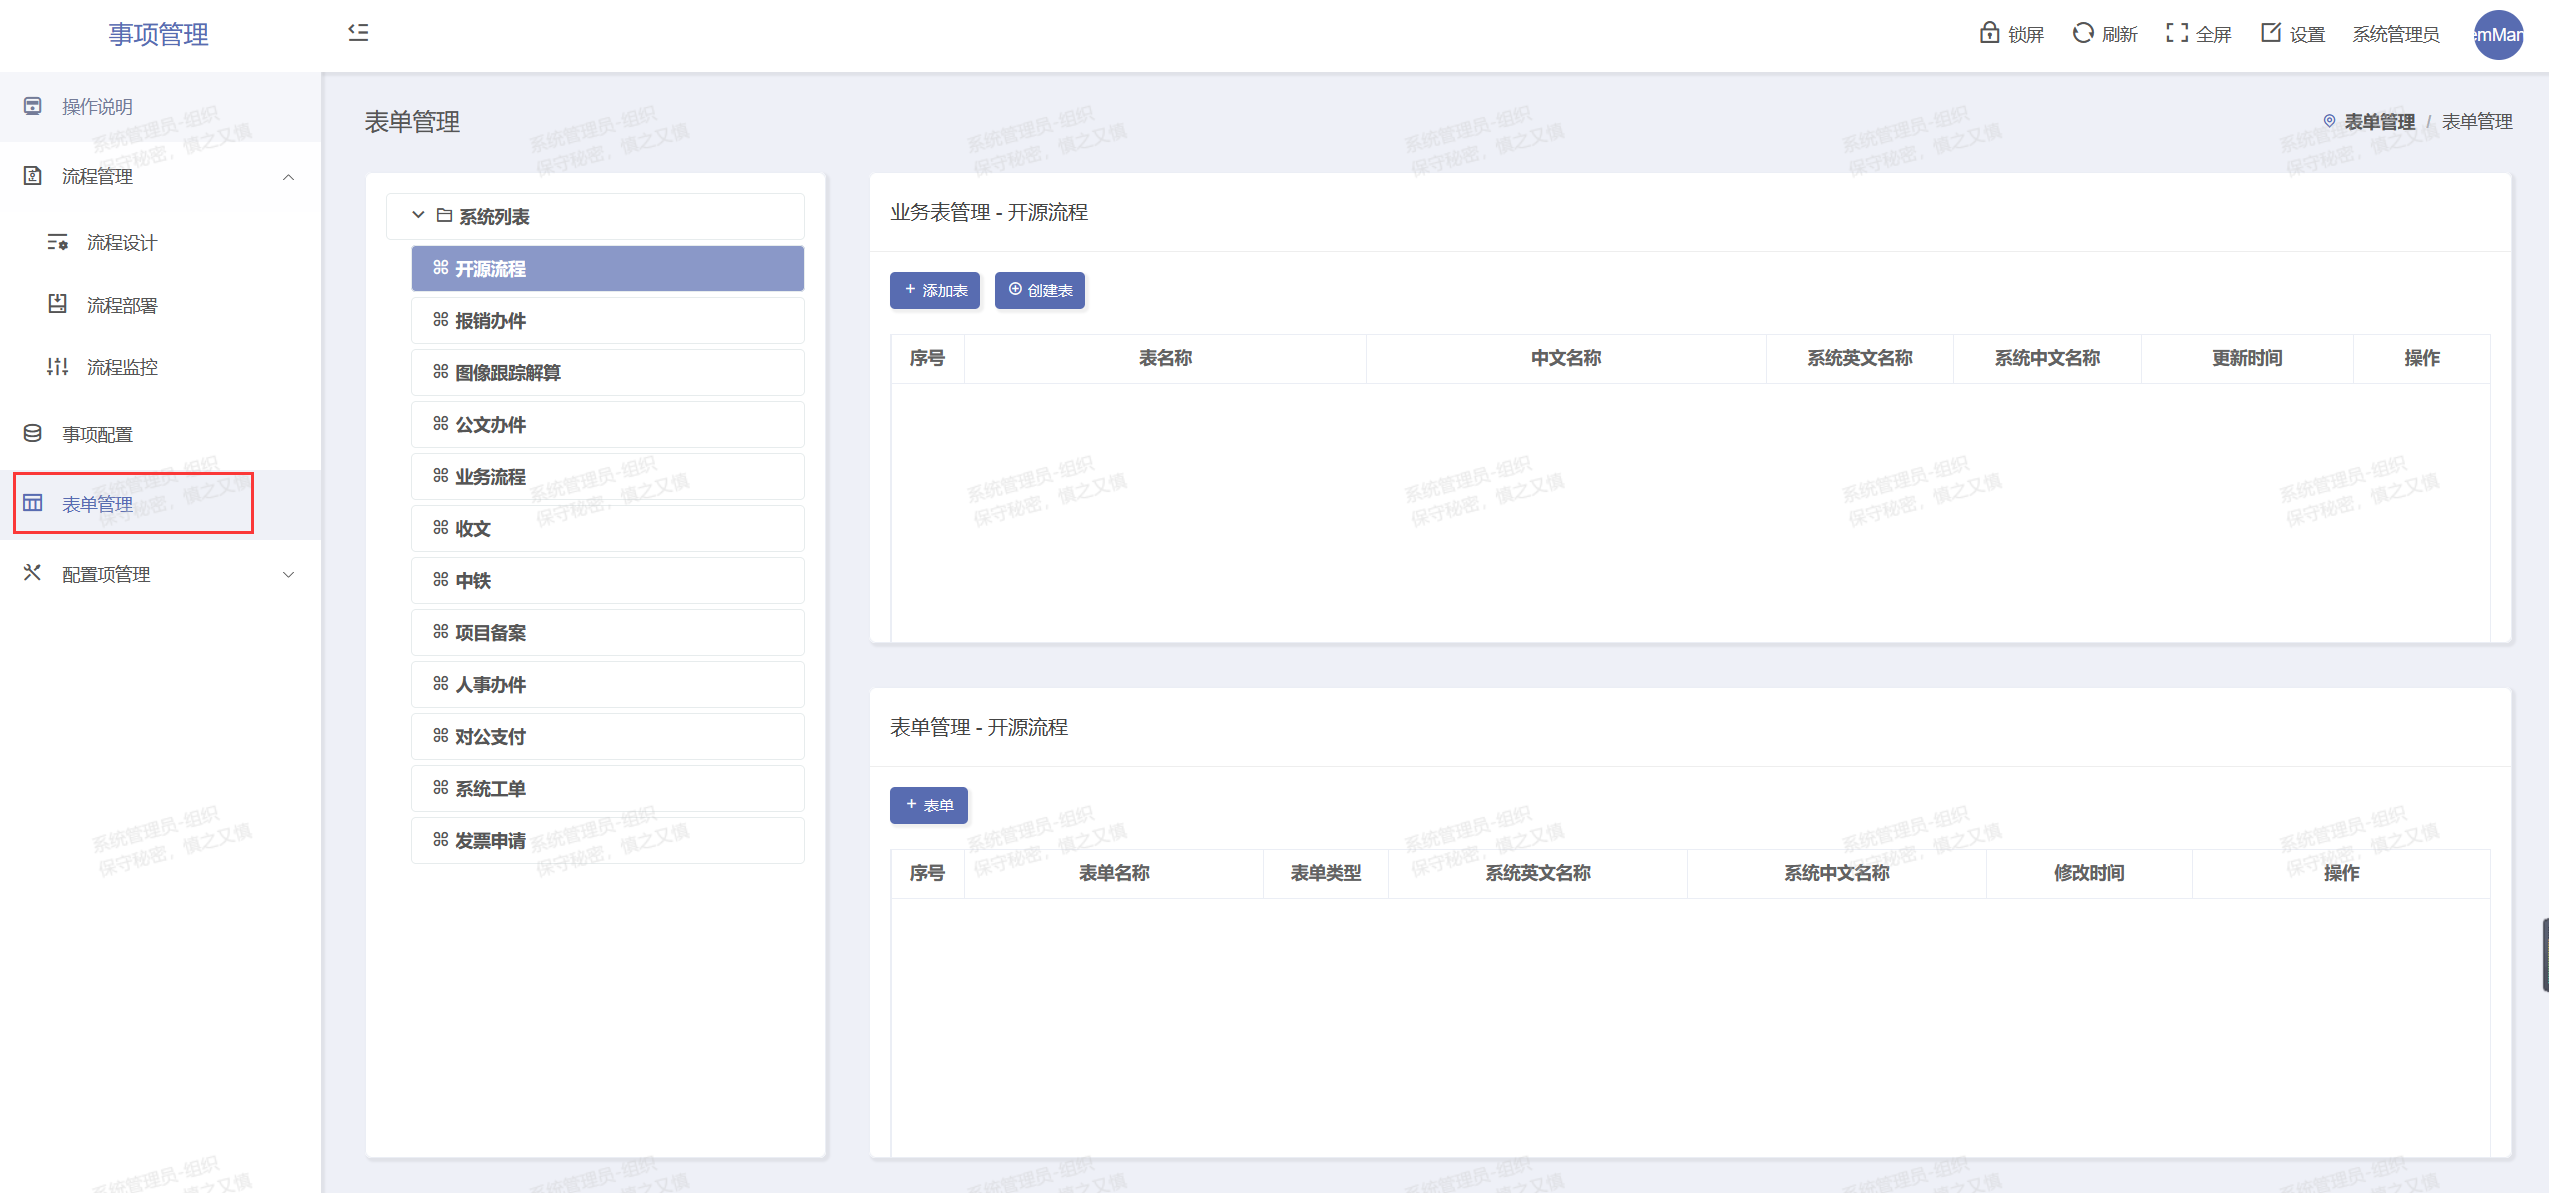 事项管理
锁屏 刷新 全屏 设置 系统管理员 emMan
操作说明
流程管理
流程设计
流程部署
流程监控
事项配置
表单管理
配置项管理
表单管理
表单管理 / 表单管理
系统列表
开源流程
报销办件
图像跟踪解算
公文办件
业务流程
收文
中铁
项目备案
人事办件
对公支付
系统工单
发票申请
业务表管理 - 开源流程
+ 添加表 创建表
序号 表名称 中文名称 系统英文名称 系统中文名称 更新时间 操作
表单管理 - 开源流程
+ 表单
序号 表单名称 表单类型 系统英文名称 系统中文名称 修改时间 操作
系统管理员-组织
保守秘密，慎之又慎